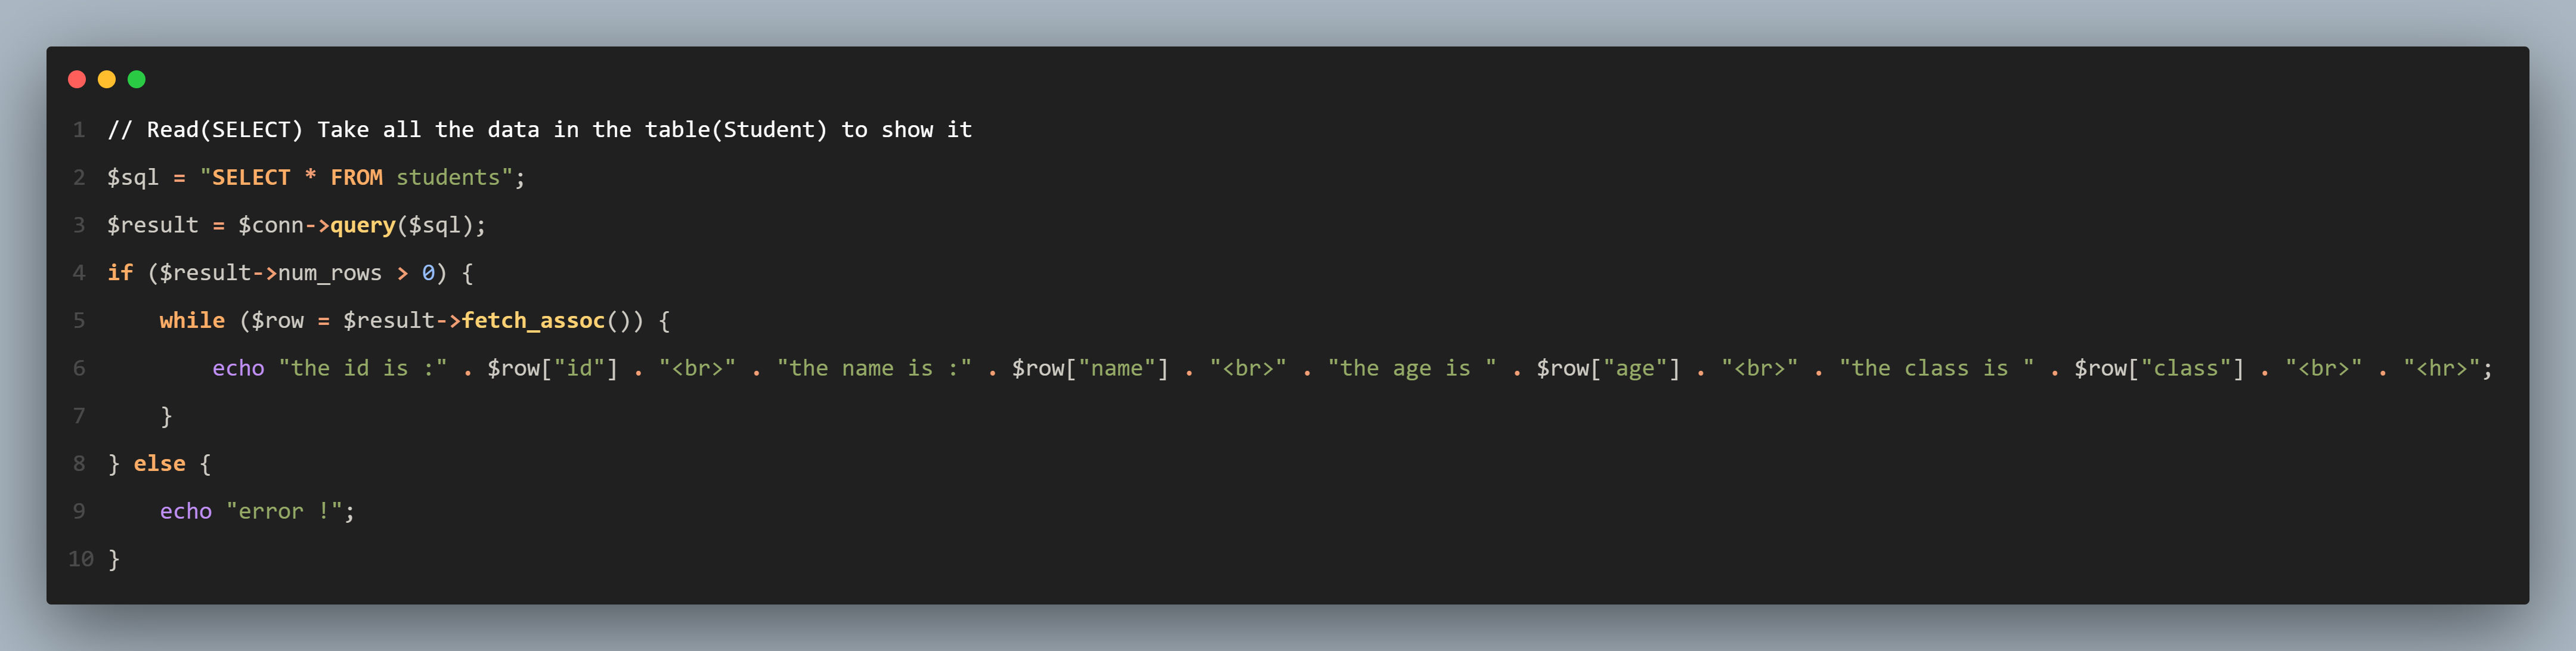 1 // Read(SELECT) Take all the data in the table(Student) to show it
2 $sql = "SELECT * FROM students";
3 $result = $conn->query($sql);
4 if ($result->num_rows > 0) {
5     while ($row = $result->fetch_assoc()) {
6         echo "the id is :" . $row["id"] . "<br>" . "the name is :" . $row["name"] . "<br>" . "the age is " . $row["age"] . "<br>" . "the class is " . $row["class"] . "<br>" . "<hr>";
7     }
8 } else {
9     echo "error !";
10 }